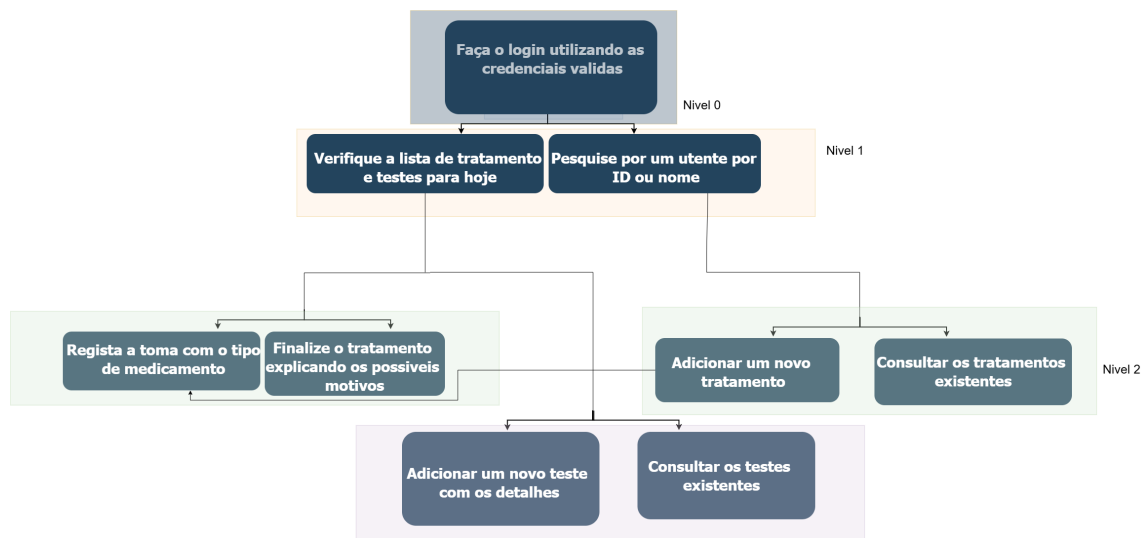 Faça o login utilizando as
credenciais validas
Nivel 0
Verifique a lista de tratamento
e testes para hoje
Pesquise por um utente por
ID ou nome
Nivel 1
Regista a toma com o tipo
de medicamento
Finalize o tratamento
explicando os possiveis
motivos
Adicionar um novo
tratamento
Consultar os tratamentos
existentes
Nivel 2
Adicionar um novo teste
com os detalhes
Consultar os testes
existentes